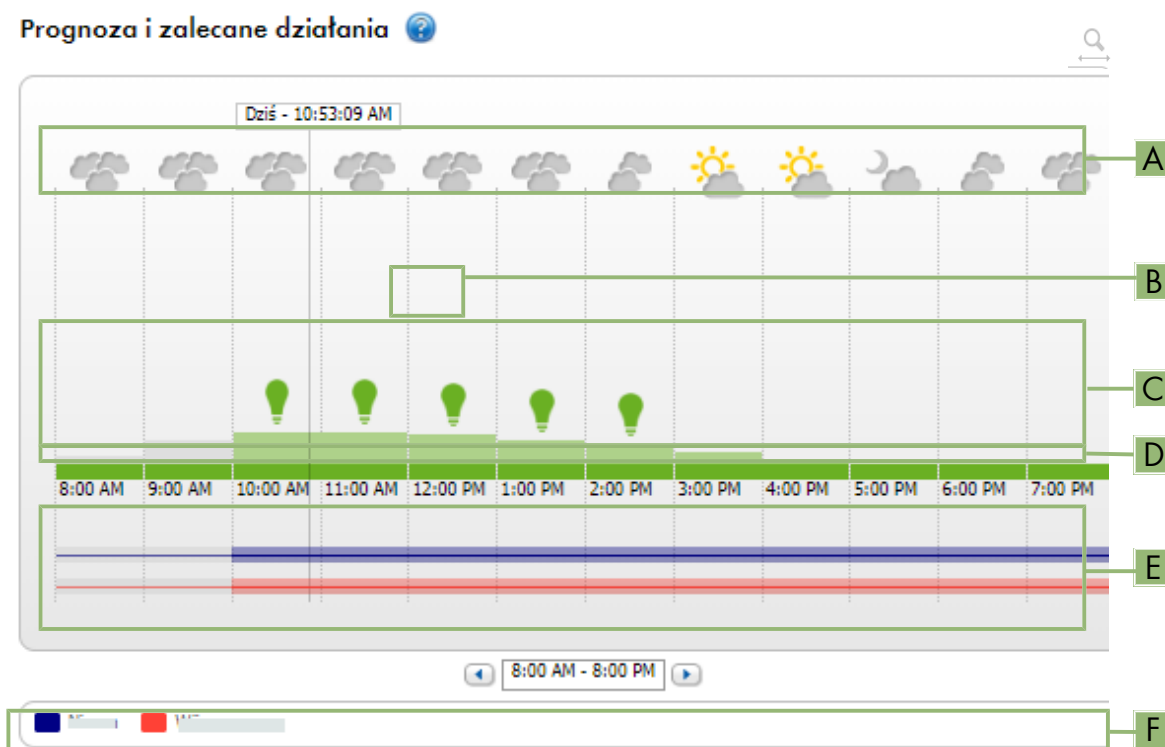 Prognoza i zalecane działania ?
Dziś - 10:53:09 AM
A
B
C
D
8:00 AM 9:00 AM 10:00 AM 11:00 AM 12:00 PM 1:00 PM 2:00 PM 3:00 PM 4:00 PM 5:00 PM 6:00 PM 7:00 PM
E
8:00 AM - 8:00 PM
F